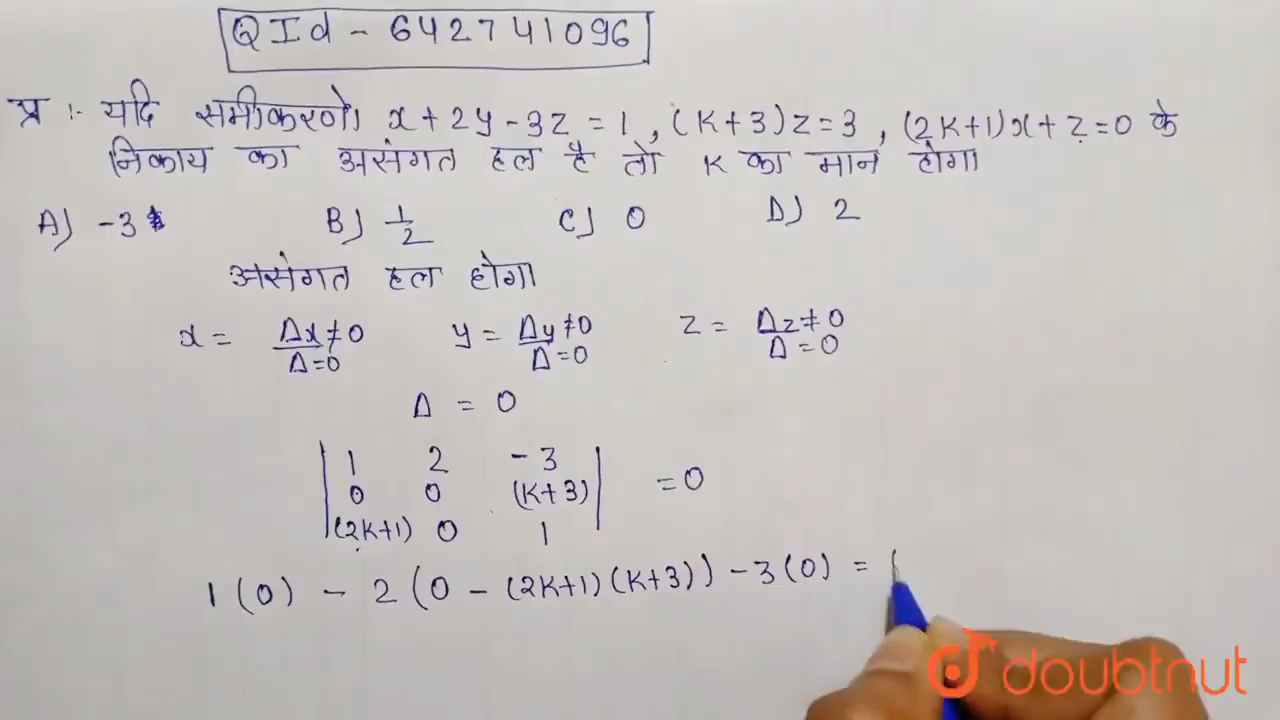 QId - 642741096
प्र :- यदि समीकरणो x + 2y - 3z = 1 , (K+3)z = 3 , (2K+1)x + z = 0 के
निकाय का असंगत हल है तो K का मान होगा
A) -3 B) 1/2 C) 0 D) 2
असंगत हल होगा
x = Δx≠0/Δ=0 y = Δy≠0/Δ=0 z = Δz≠0/Δ=0
Δ = 0
| 1 2 -3 |
| 0 0 (K+3) | = 0
| (2K+1) 0 1 |
1(0) - 2(0 - (2K+1)(K+3)) - 3(0) =
doubtnut